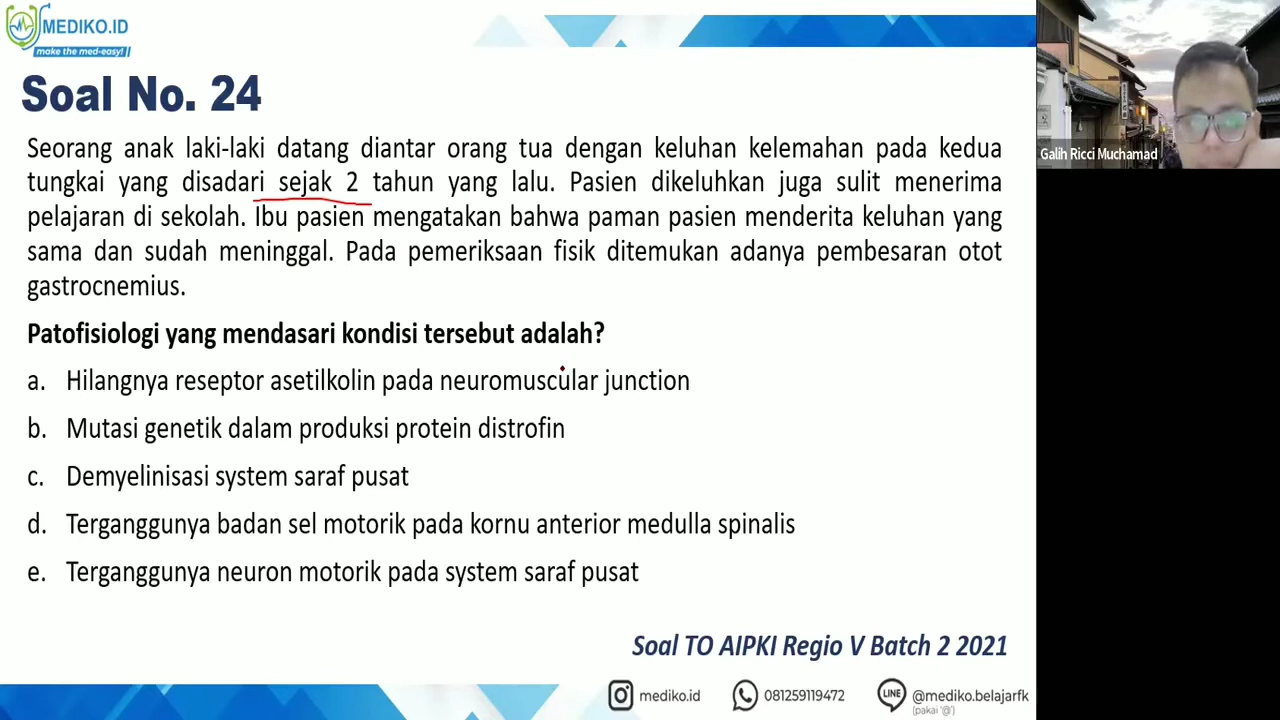 MEDIKO.ID
make the med-easy!
Soal No. 24
Seorang anak laki-laki datang diantar orang tua dengan keluhan kelemahan pada kedua
tungkai yang disadari sejak 2 tahun yang lalu. Pasien dikeluhkan juga sulit menerima
pelajaran di sekolah. Ibu pasien mengatakan bahwa paman pasien menderita keluhan yang
sama dan sudah meninggal. Pada pemeriksaan fisik ditemukan adanya pembesaran otot
gastrocnemius.
Patofisiologi yang mendasari kondisi tersebut adalah?
a. Hilangnya reseptor asetilkolin pada neuromuscular junction
b. Mutasi genetik dalam produksi protein distrofin
c. Demyelinisasi system saraf pusat
d. Terganggunya badan sel motorik pada kornu anterior medulla spinalis
e. Terganggunya neuron motorik pada system saraf pusat
Soal TO AIPKI Regio V Batch 2 2021
mediko.id
081259119472
LINE
@mediko.belajarfk
(pakai '@')
Galih Ricci Muchamad